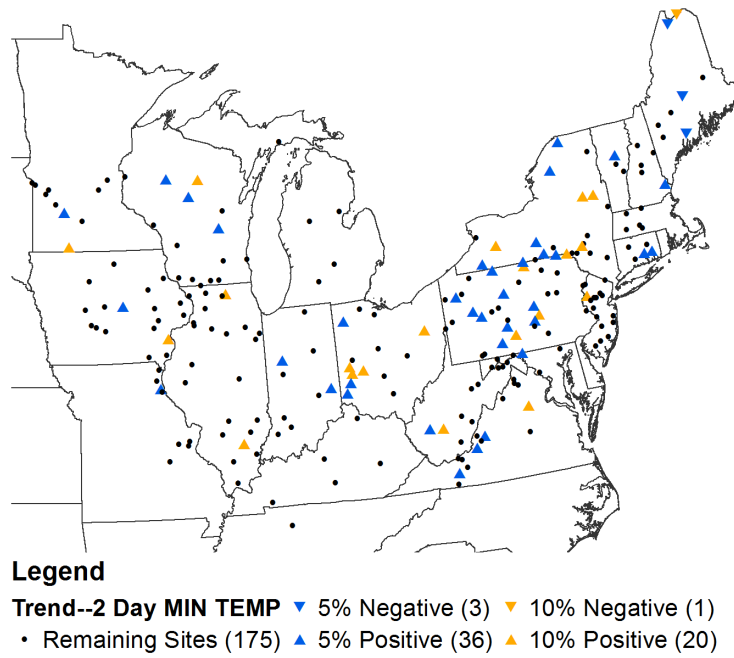 Legend
Trend--2 Day MIN TEMP ▼ 5% Negative (3) ▼ 10% Negative (1)
• Remaining Sites (175) ▲ 5% Positive (36) ▲ 10% Positive (20)